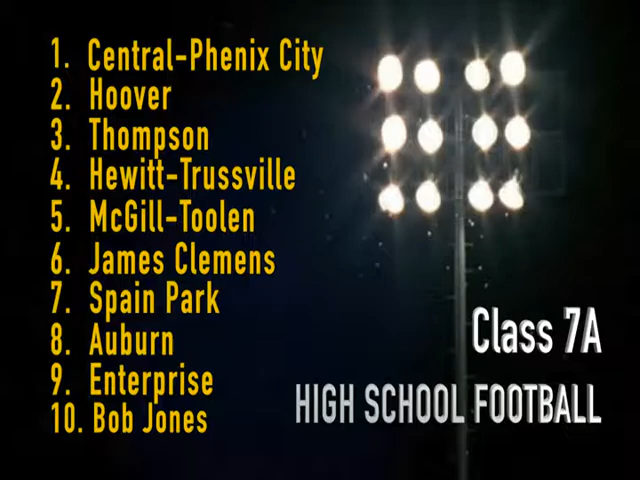 1. Central-Phenix City
2. Hoover
3. Thompson
4. Hewitt-Trussville
5. McGill-Toolen
6. James Clemens
7. Spain Park
8. Auburn
9. Enterprise
10. Bob Jones
Class 7A
HIGH SCHOOL FOOTBALL